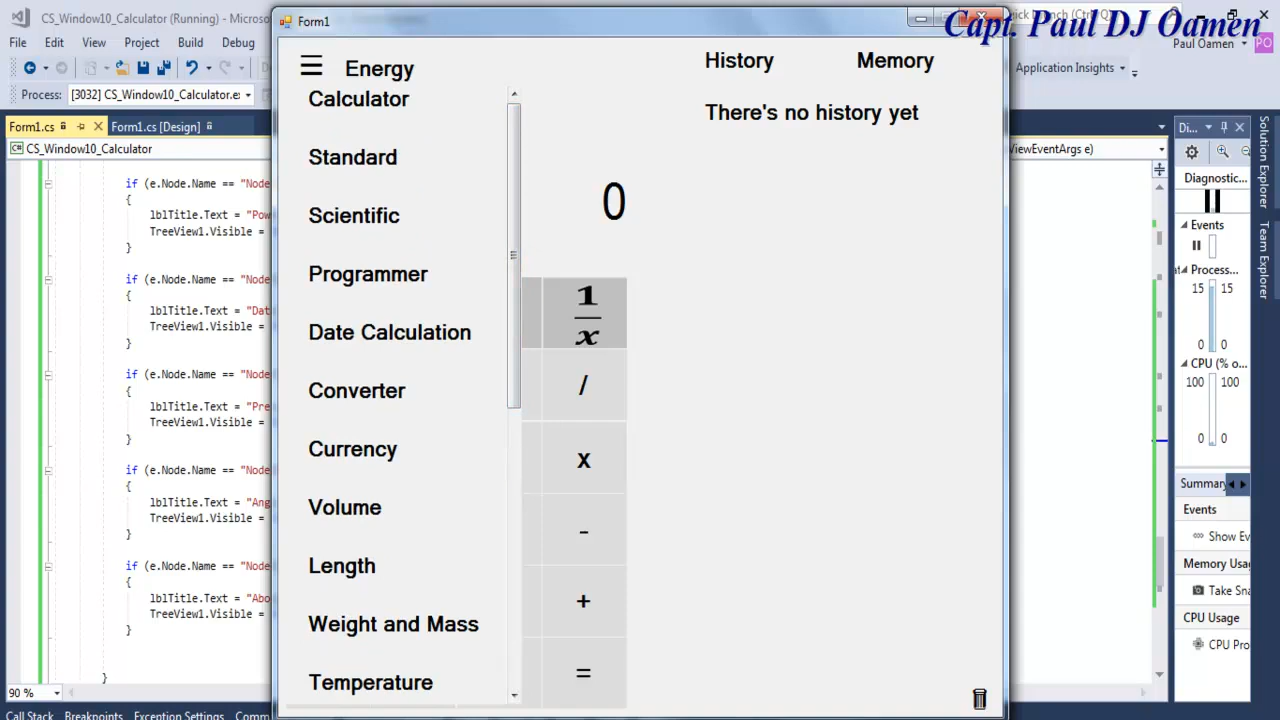 CS_Window10_Calculator (Running) - Microso
Form1
Capt. Paul DJ Oamen
File Edit View Project Build Debug
Paul Oamen
PO
Application Insights
Process: [3032] CS_Window10_Calculator.e
Form1.cs
Form1.cs [Design]
CS_Window10_Calculator
iewEventArgs e)
Energy
History
Memory
There's no history yet
Calculator
Standard
Scientific
Programmer
Date Calculation
Converter
Currency
Volume
Length
Weight and Mass
Temperature
0
1
x
/
x
-
+
=
if (e.Node.Name == "Node
{
lblTitle.Text = "Pow
TreeView1.Visible =
}
if (e.Node.Name == "Node
{
lblTitle.Text = "Dat
TreeView1.Visible =
}
if (e.Node.Name == "Node
{
lblTitle.Text = "Pre
TreeView1.Visible =
}
if (e.Node.Name == "Node
{
lblTitle.Text = "Ang
TreeView1.Visible =
}
if (e.Node.Name == "Node
{
lblTitle.Text = "Abo
TreeView1.Visible =
}
}
90 %
Call Stack Breakpoints Exception Settings Comm
Di...
Diagnostic...
Events
Process...
15 15
0 0
CPU (% o...
100 100
0 0
Summary
Events
Show Eve
Memory Usag
Take Sna
CPU Usage
CPU Pro
Solution Explorer
Team Explorer